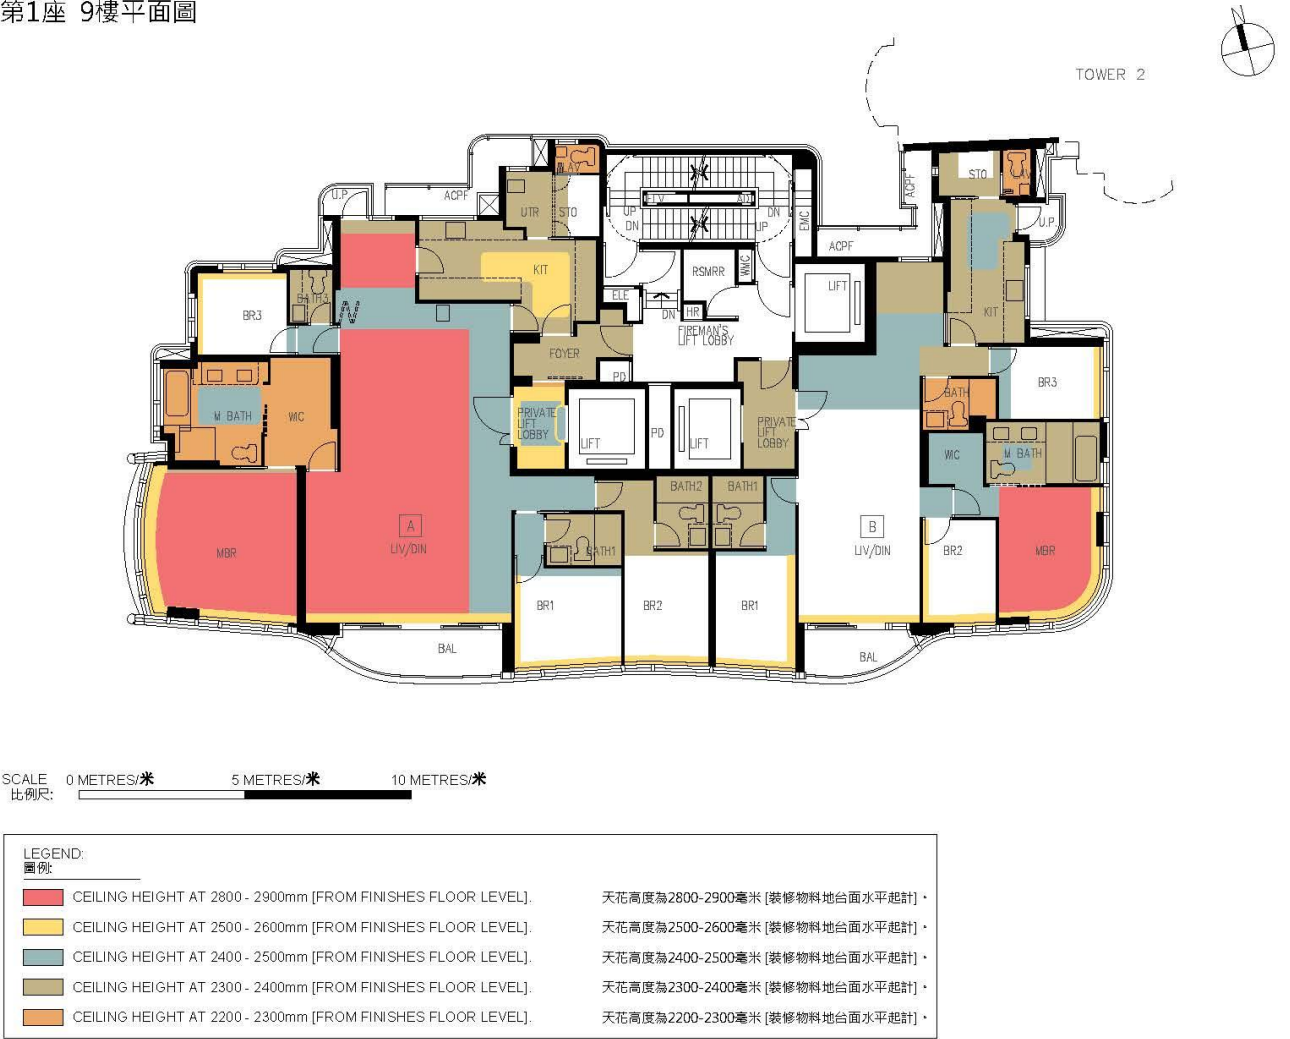 第1座 9樓平面圖
TOWER 2
U.P
ACPF
LAV
UTR
STO
UP
DN
ELV
AD
DN
UP
DN
EMC
ACPF
ACPF
STO
LAV
U.P
KIT
RSMRR
WMC
LIFT
ELE
DN
HR
FIREMAN'S
LIFT LOBBY
BR3
BATH3
KIT
FOYER
PD
BR3
M BATH
WIC
PRIVATE
LIFT
LOBBY
LIFT
PD
LIFT
PRIVATE
LIFT
LOBBY
BATH
WIC
M BATH
BATH2
BATH1
A
LIV/DIN
B
LIV/DIN
MBR
BATH1
BR2
MBR
BR1
BR2
BR1
BAL
BAL
SCALE 0 METRES/米 5 METRES/米 10 METRES/米
比例尺:
LEGEND:
圖例:
CEILING HEIGHT AT 2800 - 2900mm [FROM FINISHES FLOOR LEVEL]. 天花高度為2800-2900毫米 [裝修物料地台面水平起計]。
CEILING HEIGHT AT 2500 - 2600mm [FROM FINISHES FLOOR LEVEL]. 天花高度為2500-2600毫米 [裝修物料地台面水平起計]。
CEILING HEIGHT AT 2400 - 2500mm [FROM FINISHES FLOOR LEVEL]. 天花高度為2400-2500毫米 [裝修物料地台面水平起計]。
CEILING HEIGHT AT 2300 - 2400mm [FROM FINISHES FLOOR LEVEL]. 天花高度為2300-2400毫米 [裝修物料地台面水平起計]。
CEILING HEIGHT AT 2200 - 2300mm [FROM FINISHES FLOOR LEVEL]. 天花高度為2200-2300毫米 [裝修物料地台面水平起計]。